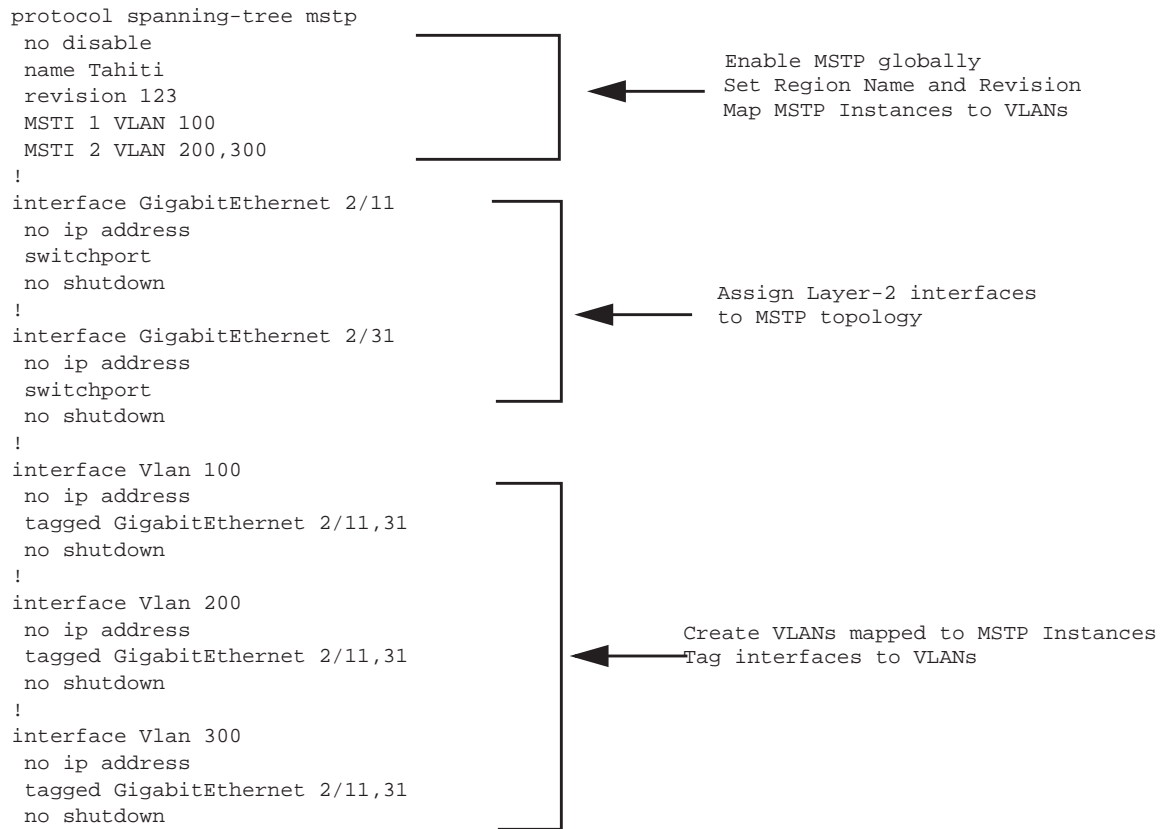 protocol spanning-tree mstp
no disable
name Tahiti
revision 123
MSTI 1 VLAN 100
MSTI 2 VLAN 200,300
!
Enable MSTP globally
Set Region Name and Revision
Map MSTP Instances to VLANs
interface GigabitEthernet 2/11
no ip address
switchport
no shutdown
!
interface GigabitEthernet 2/31
no ip address
switchport
no shutdown
!
Assign Layer-2 interfaces
to MSTP topology
interface Vlan 100
no ip address
tagged GigabitEthernet 2/11,31
no shutdown
!
interface Vlan 200
no ip address
tagged GigabitEthernet 2/11,31
no shutdown
!
interface Vlan 300
no ip address
tagged GigabitEthernet 2/11,31
no shutdown
Create VLANs mapped to MSTP Instances
Tag interfaces to VLANs